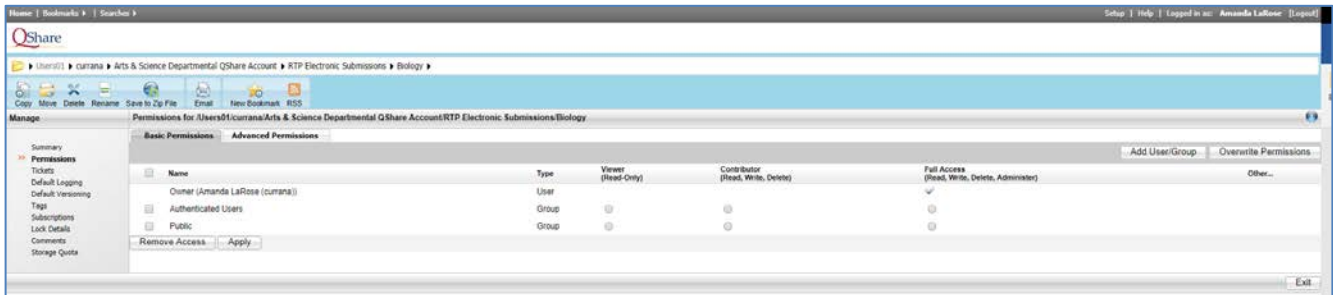 Home | Bookmarks | Searches
Setup | Help | Logged in as: Amanda LaRose [Logout]
QShare
Users01 currana Arts & Science Departmental QShare Account RTP Electronic Submissions Biology
Copy Move Delete Rename Save to Zip File Email New Bookmark RSS
Manage
Permissions for /Users01/currana/Arts & Science Departmental QShare Account/RTP Electronic Submissions/Biology
Summary
Permissions
Tickets
Default Logging
Default Versioning
Tags
Subscriptions
Lock Details
Comments
Storage Quota
Basic Permissions Advanced Permissions
Add User/Group Overwrite Permissions
Name Type Viewer Contributor Full Access Other...
(Read-Only) (Read, Write, Delete) (Read, Write, Delete, Administer)
Owner (Amanda LaRose (currana)) User
Authenticated Users Group
Public Group
Remove Access Apply
Exit